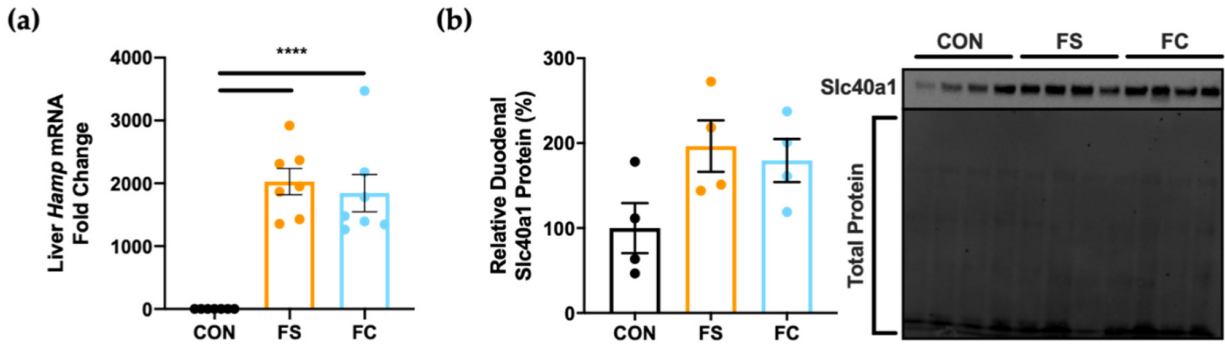 (a)
Liver Hamp mRNA
Fold Change
4000
3000
2000
1000
0
****
CON
FS
FC
(b)
Relative Duodenal
Slc40a1 Protein (%)
300
200
100
0
CON
FS
FC
CON
FS
FC
Slc40a1
Total Protein